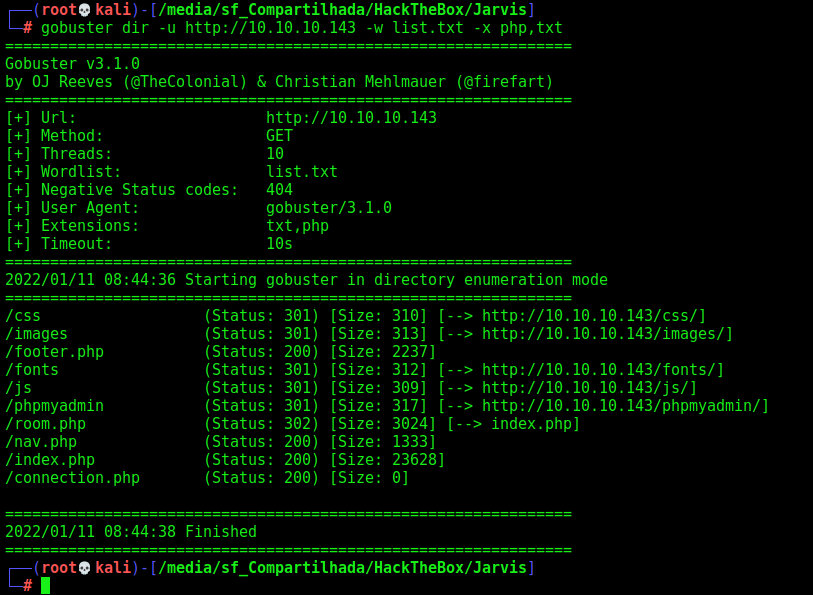 ┌──(root💀kali)-[/media/sf_Compartilhada/HackTheBox/Jarvis]
└─# gobuster dir -u http://10.10.10.143 -w list.txt -x php,txt
===============================================================
Gobuster v3.1.0
by OJ Reeves (@TheColonial) & Christian Mehlmauer (@firefart)
===============================================================
[+] Url:                     http://10.10.10.143
[+] Method:                  GET
[+] Threads:                 10
[+] Wordlist:                list.txt
[+] Negative Status codes:   404
[+] User Agent:              gobuster/3.1.0
[+] Extensions:              txt,php
[+] Timeout:                 10s
===============================================================
2022/01/11 08:44:36 Starting gobuster in directory enumeration mode
===============================================================
/css                  (Status: 301) [Size: 310] [--> http://10.10.10.143/css/]
/images               (Status: 301) [Size: 313] [--> http://10.10.10.143/images/]
/footer.php           (Status: 200) [Size: 2237]
/fonts                (Status: 301) [Size: 312] [--> http://10.10.10.143/fonts/]
/js                   (Status: 301) [Size: 309] [--> http://10.10.10.143/js/]
/phpmyadmin           (Status: 301) [Size: 317] [--> http://10.10.10.143/phpmyadmin/]
/room.php             (Status: 302) [Size: 3024] [--> index.php]
/nav.php              (Status: 200) [Size: 1333]
/index.php            (Status: 200) [Size: 23628]
/connection.php       (Status: 200) [Size: 0]

===============================================================
2022/01/11 08:44:38 Finished
===============================================================
┌──(root💀kali)-[/media/sf_Compartilhada/HackTheBox/Jarvis]
└─#